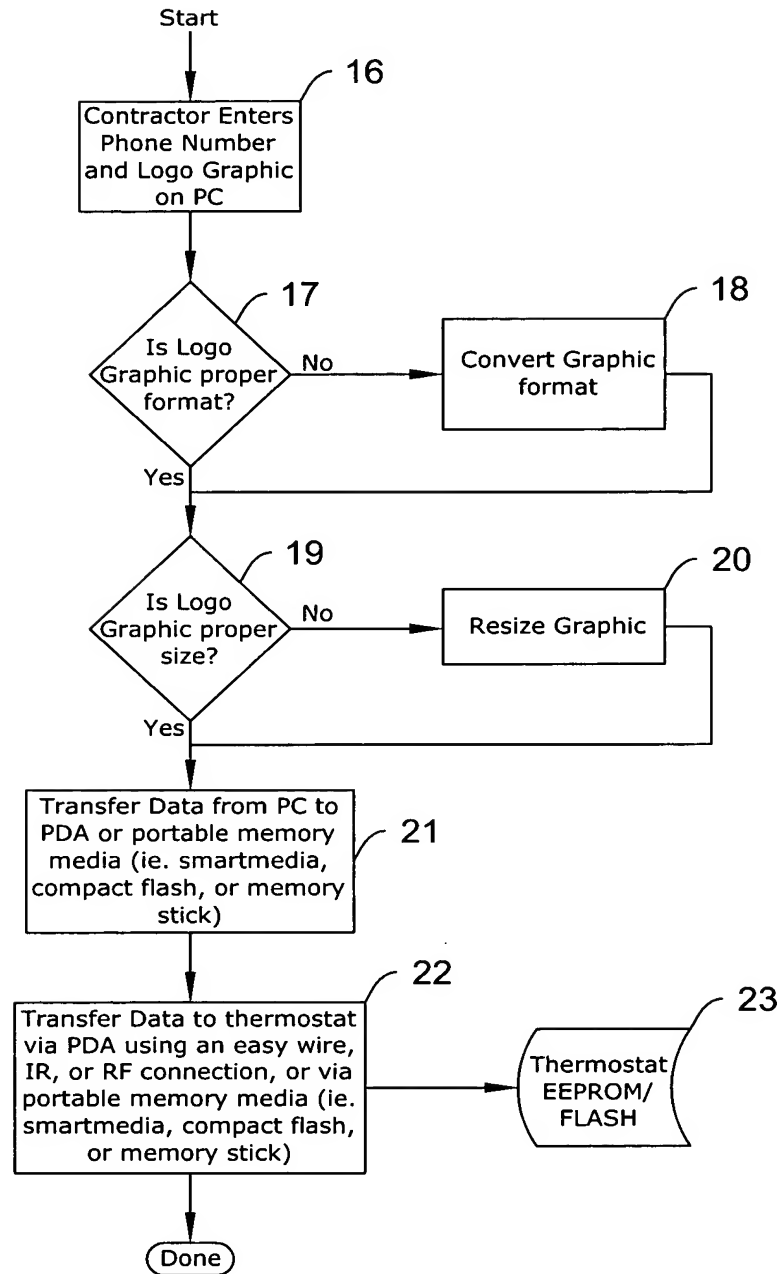 Start
16
Contractor Enters
Phone Number
and Logo Graphic
on PC
17
Is Logo
Graphic proper
format?
No
18
Convert Graphic
format
Yes
19
Is Logo
Graphic proper
size?
No
20
Resize Graphic
Yes
Transfer Data from PC to
PDA or portable memory
media (ie. smartmedia,
compact flash, or memory
stick)
21
22
Transfer Data to thermostat
via PDA using an easy wire,
IR, or RF connection, or via
portable memory media (ie.
smartmedia, compact flash,
or memory stick)
23
Thermostat
EEPROM/
FLASH
Done